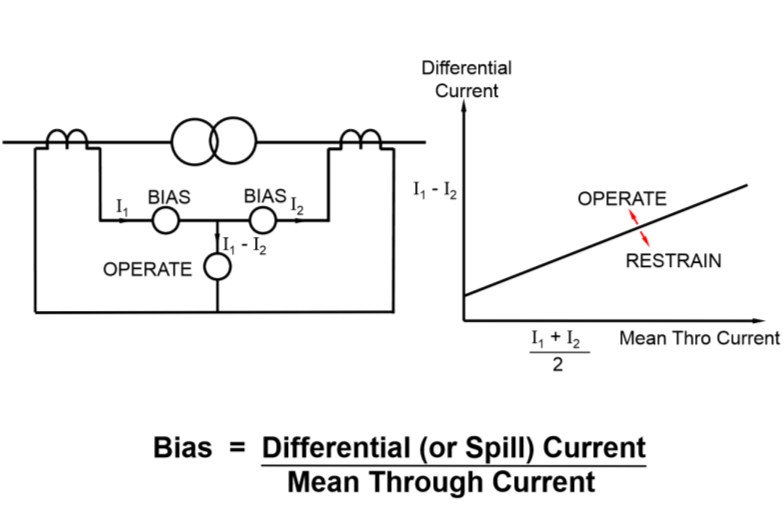 Differential
Current
I₁
BIAS
BIAS
I₂
I₁ - I₂
OPERATE
I₁ - I₂
OPERATE
RESTRAIN
I₁ + I₂
2
Mean Thro Current
Bias = Differential (or Spill) Current
Mean Through Current